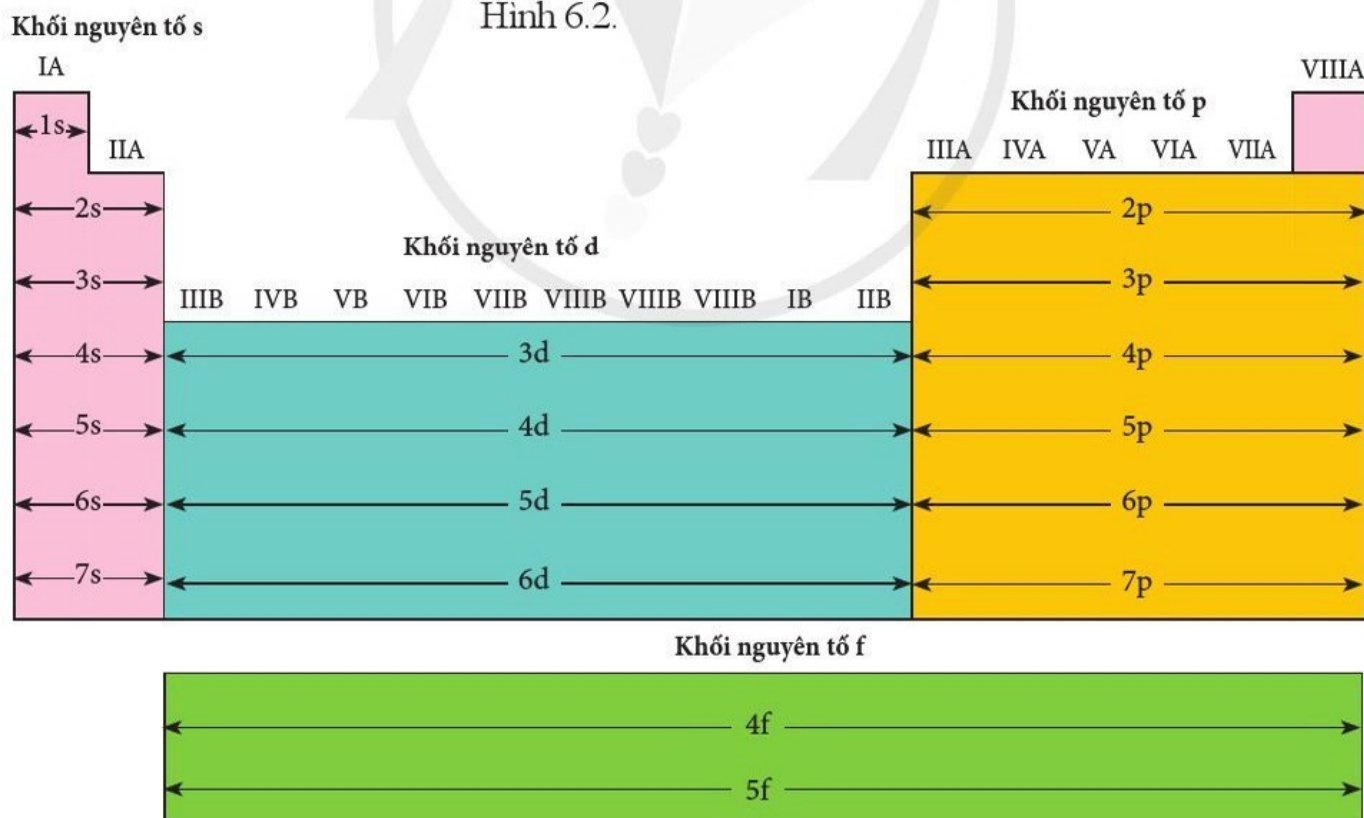 Hình 6.2.
Khối nguyên tố s
IA
VIIIA
Khối nguyên tố p
1s
IIA
IIIA IVA VA VIA VIIA
2s
2p
Khối nguyên tố d
3s
3p
IIIB IVB VB VIB VIIB VIIIB VIIIB VIIIB IB IIB
4s 3d 4p
5s 4d 5p
6s 5d 6p
7s 6d 7p
Khối nguyên tố f
4f
5f